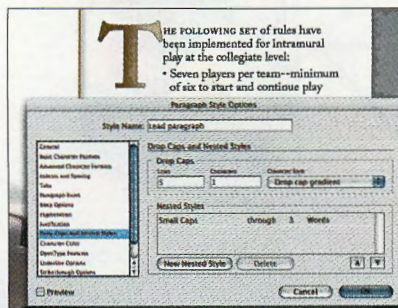 THE FOLLOWING SET of rules have
been implemented for intramural
play at the collegiate level:
• Seven players per team--minimum
of six to start and continue play
Paragraph Style Options
Style Name: Lead paragraph
General
Basic Character Formats
Advanced Character Formats
Indents and Spacing
Tabs
Paragraph Rules
Keep Options
Hyphenation
Justification
Drop Caps and Nested Styles
Character Color
OpenType Features
Underline Options
Strikethrough Options
Drop Caps and Nested Styles
Drop Caps
Lines Characters Character Style
5 1 Drop cap gradient
Nested Styles
Small Caps through 3 Words
New Nested Style Delete
Preview
Cancel OK